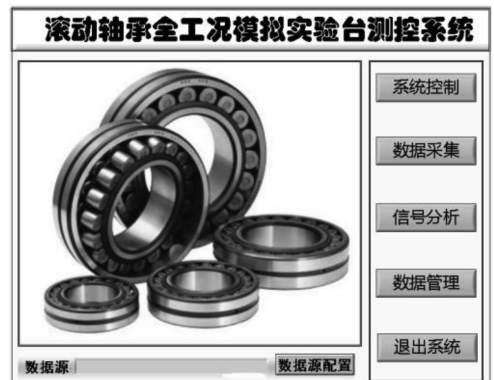 滚动轴承全工况模拟实验台测控系统
系统控制
数据采集
信号分析
数据管理
退出系统
数据源
数据源配置